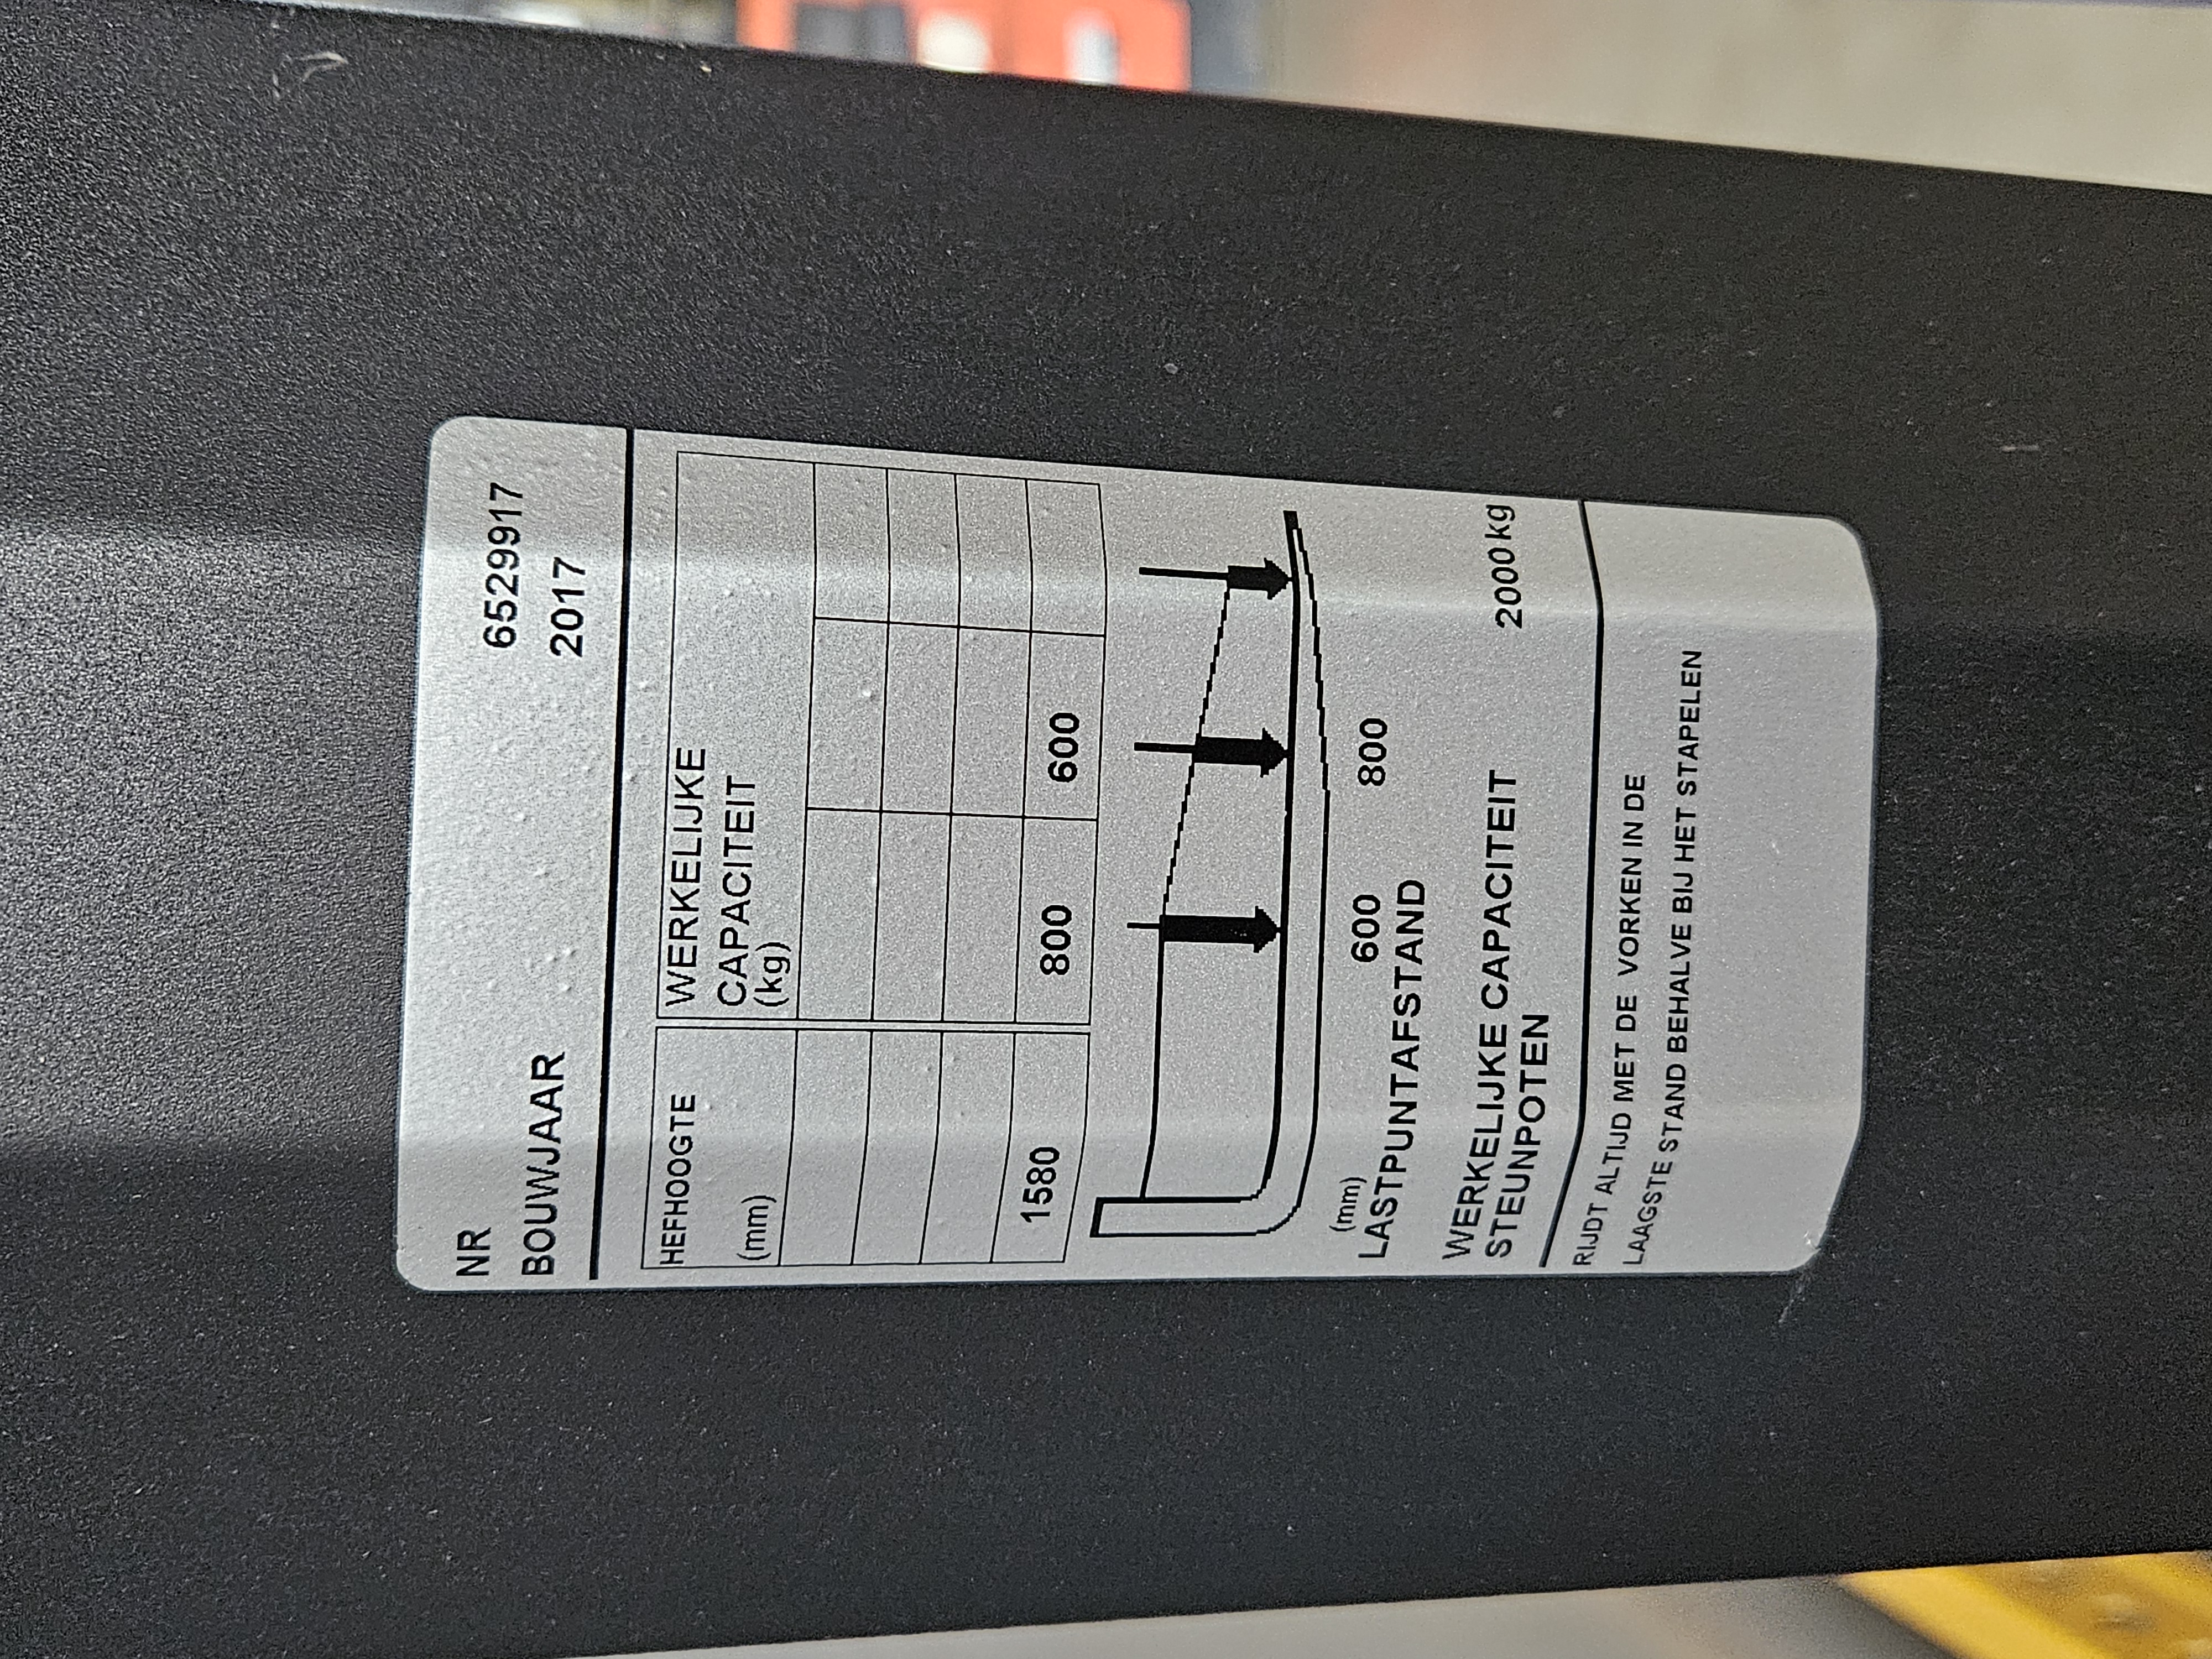 NR 6529917
BOUWJAAR 2017
HEFHOOGTE
(mm)
WERKELIJKE
CAPACITEIT
(kg)
1580 800 600
(mm) 600 800
LASTPUNTAFSTAND
WERKELIJKE CAPACITEIT 2000 kg
STEUNPOTEN
RIJDT ALTIJD MET DE VORKEN IN DE
LAAGSTE STAND BEHALVE BIJ HET STAPELEN